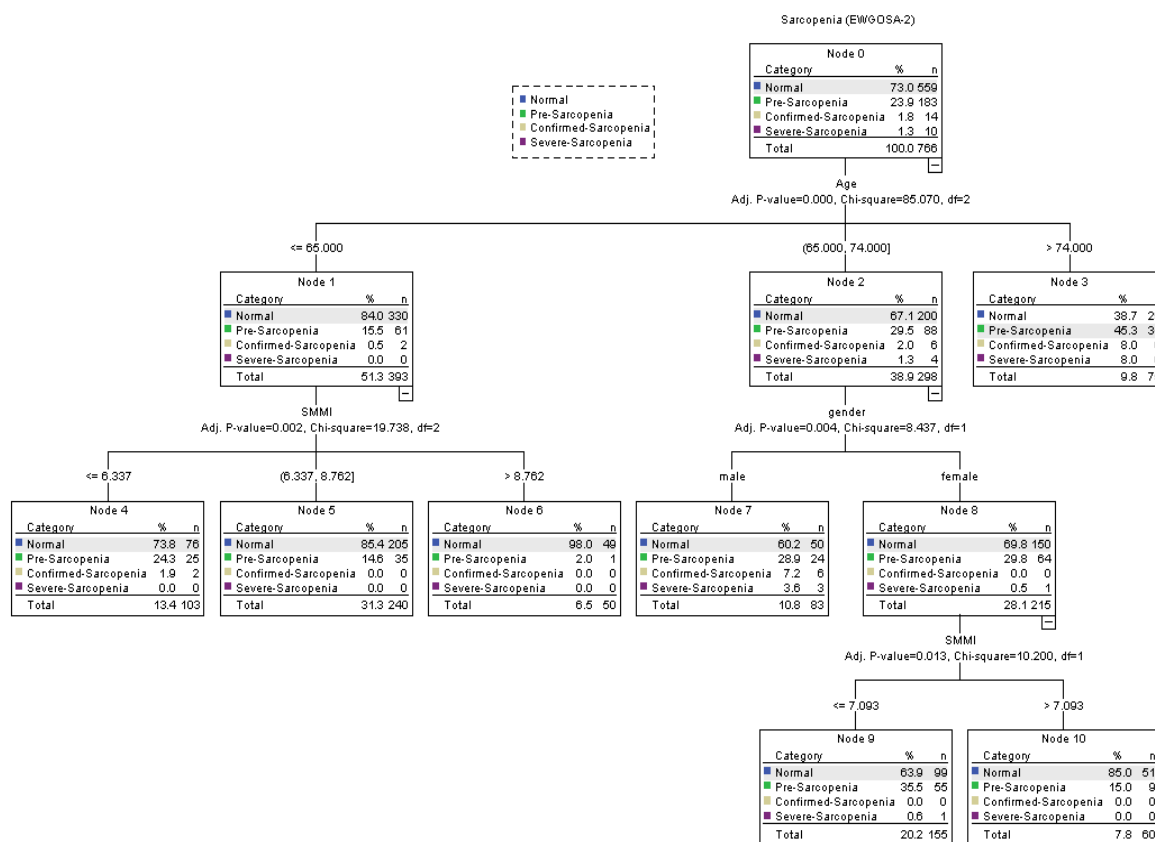 Sarcopenia (EWGOSA-2)
Normal
Pre-Sarcopenia
Confirmed-Sarcopenia
Severe-Sarcopenia
Node 0
Category % n
Normal 73.0 559
Pre-Sarcopenia 23.9 183
Confirmed-Sarcopenia 1.8 14
Severe-Sarcopenia 1.3 10
Total 100.0 766
Age
Adj. P-value=0.000, Chi-square=85.070, df=2
<= 65.000
(65.000, 74.000]
> 74.000
Node 1
Category % n
Normal 84.0 330
Pre-Sarcopenia 15.5 61
Confirmed-Sarcopenia 0.5 2
Severe-Sarcopenia 0.0 0
Total 51.3 393
Node 2
Category % n
Normal 67.1 200
Pre-Sarcopenia 29.5 88
Confirmed-Sarcopenia 2.0 6
Severe-Sarcopenia 1.3 4
Total 38.9 298
Node 3
Category %
Normal 38.7
Pre-Sarcopenia 45.3
Confirmed-Sarcopenia 8.0
Severe-Sarcopenia 8.0
Total 9.8
SMMI
Adj. P-value=0.002, Chi-square=19.738, df=2
gender
Adj. P-value=0.004, Chi-square=8.437, df=1
<= 6.337
(6.337, 8.762]
> 8.762
male
female
Node 4
Category % n
Normal 73.8 76
Pre-Sarcopenia 24.3 25
Confirmed-Sarcopenia 1.9 2
Severe-Sarcopenia 0.0 0
Total 13.4 103
Node 5
Category % n
Normal 85.4 205
Pre-Sarcopenia 14.6 35
Confirmed-Sarcopenia 0.0 0
Severe-Sarcopenia 0.0 0
Total 31.3 240
Node 6
Category % n
Normal 98.0 49
Pre-Sarcopenia 2.0 1
Confirmed-Sarcopenia 0.0 0
Severe-Sarcopenia 0.0 0
Total 6.5 50
Node 7
Category % n
Normal 60.2 50
Pre-Sarcopenia 28.9 24
Confirmed-Sarcopenia 7.2 6
Severe-Sarcopenia 3.6 3
Total 10.8 83
Node 8
Category % n
Normal 69.8 150
Pre-Sarcopenia 29.8 64
Confirmed-Sarcopenia 0.0 0
Severe-Sarcopenia 0.5 1
Total 28.1 215
SMMI
Adj. P-value=0.013, Chi-square=10.200, df=1
<= 7.093
> 7.093
Node 9
Category % n
Normal 63.9 99
Pre-Sarcopenia 35.5 55
Confirmed-Sarcopenia 0.0 0
Severe-Sarcopenia 0.6 1
Total 20.2 155
Node 10
Category % n
Normal 85.0 51
Pre-Sarcopenia 15.0 9
Confirmed-Sarcopenia 0.0 0
Severe-Sarcopenia 0.0 0
Total 7.8 60